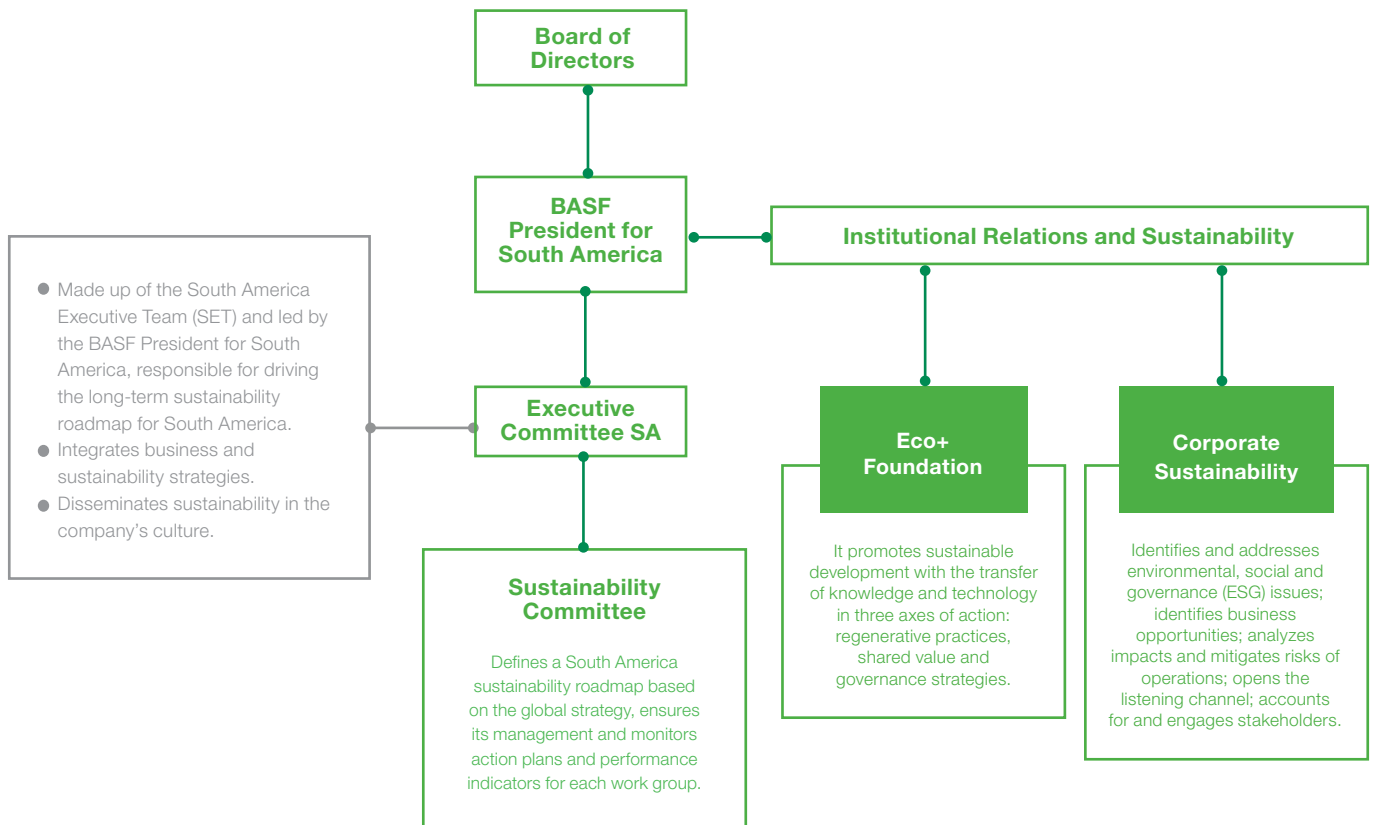 Board of
Directors
BASF
President for
South America
Institutional Relations and Sustainability
Made up of the South America
Executive Team (SET) and led by
the BASF President for South
America, responsible for driving
the long-term sustainability
roadmap for South America.
Integrates business and
sustainability strategies.
Disseminates sustainability in the
company’s culture.
Executive
Committee SA
Sustainability
Committee
Defines a South America
sustainability roadmap based
on the global strategy, ensures
its management and monitors
action plans and performance
indicators for each work group.
Eco+
Foundation
It promotes sustainable
development with the transfer
of knowledge and technology
in three axes of action:
regenerative practices,
shared value and
governance strategies.
Corporate
Sustainability
Identifies and addresses
environmental, social and
governance (ESG) issues;
identifies business
opportunities; analyzes
impacts and mitigates risks of
operations; opens the
listening channel; accounts
for and engages stakeholders.